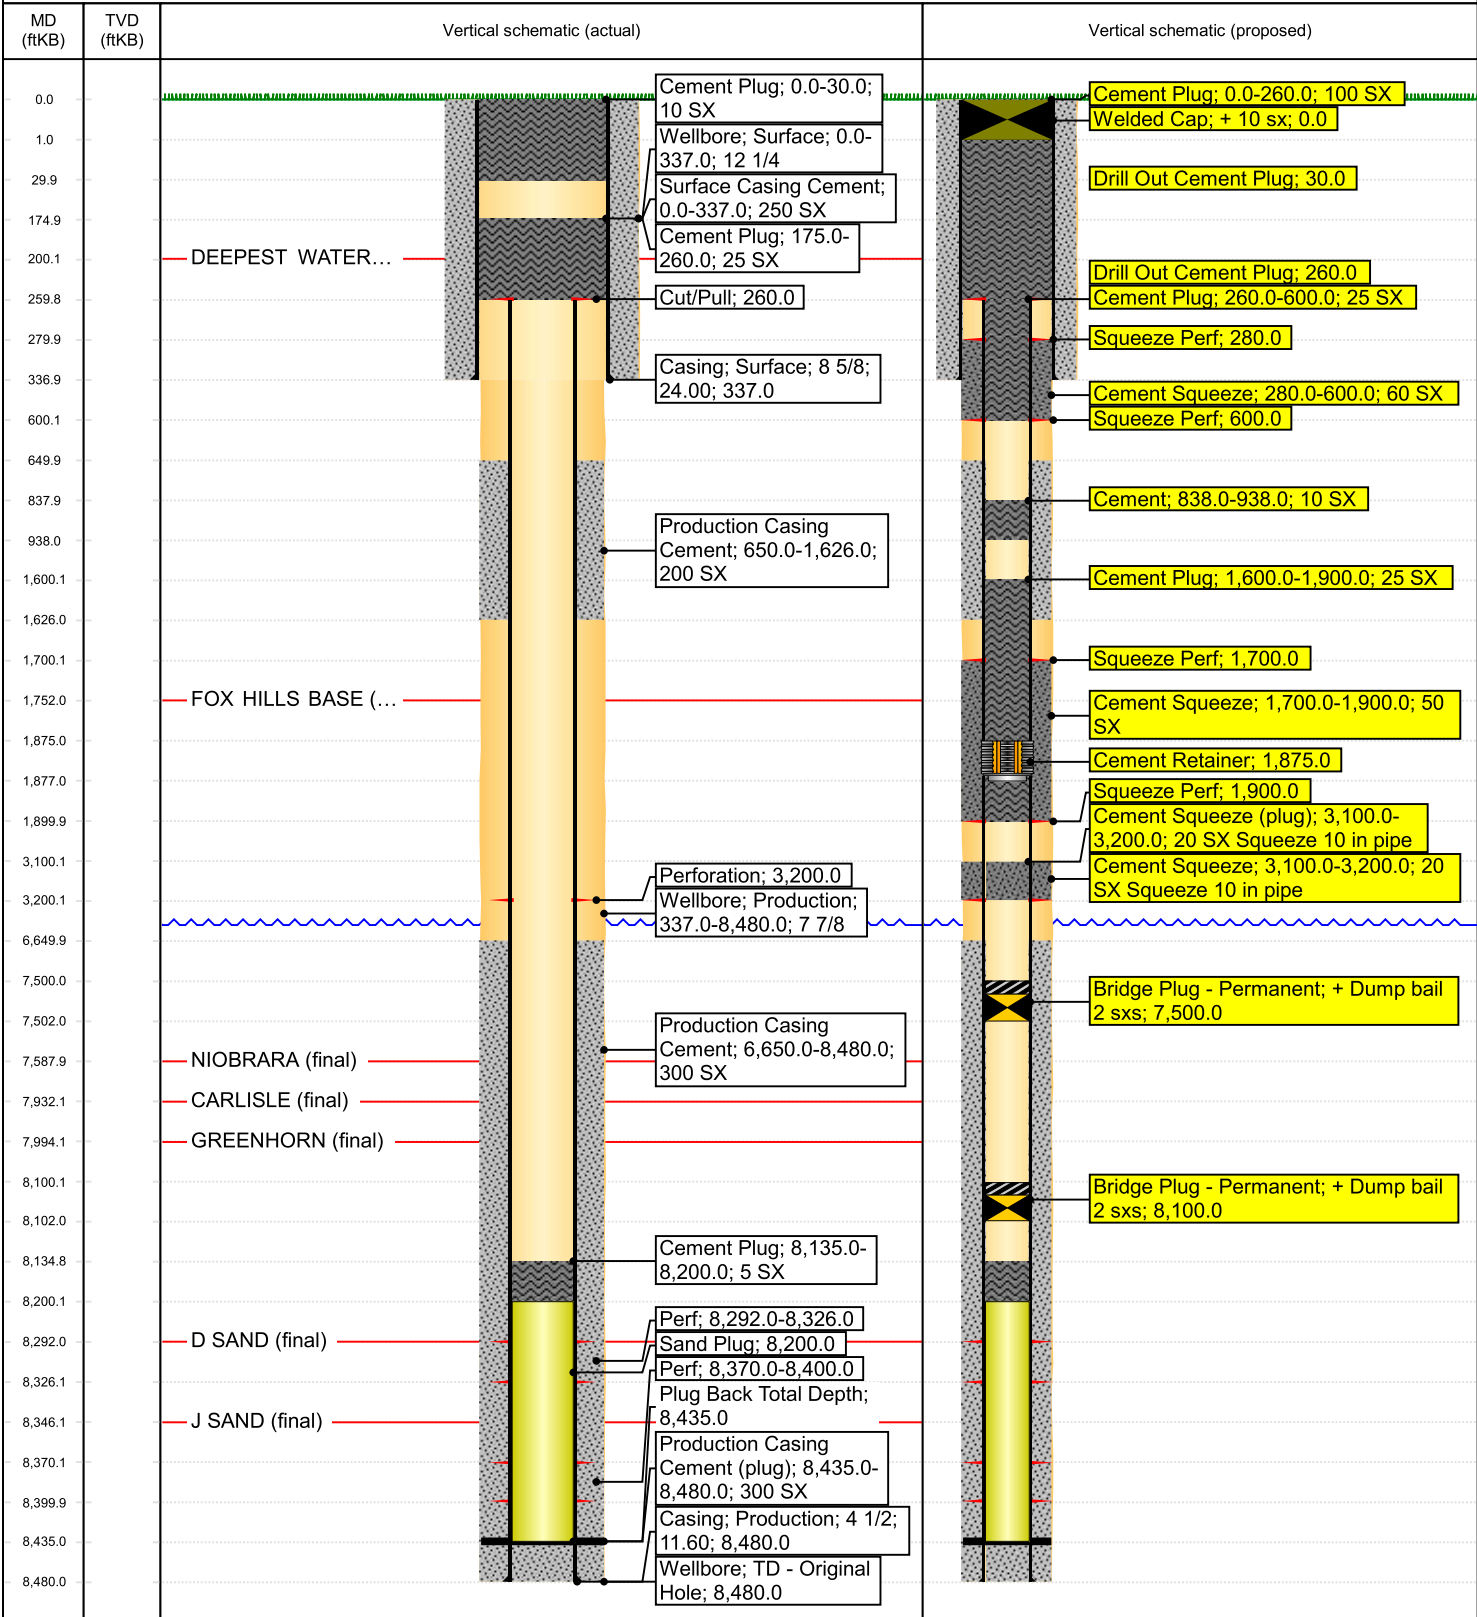 MD
(ftKB)
TVD
(ftKB)
Vertical schematic (actual)
Vertical schematic (proposed)
0.0
1.0
29.9
174.9
200.1
259.8
279.9
336.9
600.1
649.9
837.9
938.0
1,600.1
1,626.0
1,700.1
1,752.0
1,875.0
1,877.0
1,899.9
3,100.1
3,200.1
6,649.9
7,500.0
7,502.0
7,587.9
7,932.1
7,994.1
8,100.1
8,102.0
8,134.8
8,200.1
8,292.0
8,326.1
8,346.1
8,370.1
8,399.9
8,435.0
8,480.0
DEEPEST WATER…
FOX HILLS BASE (…
NIOBRARA (final)
CARLISLE (final)
GREENHORN (final)
D SAND (final)
J SAND (final)
Cement Plug; 0.0-30.0;
10 SX
Wellbore; Surface; 0.0-
337.0; 12 1/4
Surface Casing Cement;
0.0-337.0; 250 SX
Cement Plug; 175.0-
260.0; 25 SX
Cut/Pull; 260.0
Casing; Surface; 8 5/8;
24.00; 337.0
Production Casing
Cement; 650.0-1,626.0;
200 SX
Perforation; 3,200.0
Wellbore; Production;
337.0-8,480.0; 7 7/8
Production Casing
Cement; 6,650.0-8,480.0;
300 SX
Cement Plug; 8,135.0-
8,200.0; 5 SX
Perf; 8,292.0-8,326.0
Sand Plug; 8,200.0
Perf; 8,370.0-8,400.0
Plug Back Total Depth;
8,435.0
Production Casing
Cement (plug); 8,435.0-
8,480.0; 300 SX
Casing; Production; 4 1/2;
11.60; 8,480.0
Wellbore; TD - Original
Hole; 8,480.0
Cement Plug; 0.0-260.0; 100 SX
Welded Cap; + 10 sx; 0.0
Drill Out Cement Plug; 30.0
Drill Out Cement Plug; 260.0
Cement Plug; 260.0-600.0; 25 SX
Squeeze Perf; 280.0
Cement Squeeze; 280.0-600.0; 60 SX
Squeeze Perf; 600.0
Cement; 838.0-938.0; 10 SX
Cement Plug; 1,600.0-1,900.0; 25 SX
Squeeze Perf; 1,700.0
Cement Squeeze; 1,700.0-1,900.0; 50
SX
Cement Retainer; 1,875.0
Squeeze Perf; 1,900.0
Cement Squeeze (plug); 3,100.0-
3,200.0; 20 SX Squeeze 10 in pipe
Cement Squeeze; 3,100.0-3,200.0; 20
SX Squeeze 10 in pipe
Bridge Plug - Permanent; + Dump bail
2 sxs; 7,500.0
Bridge Plug - Permanent; + Dump bail
2 sxs; 8,100.0